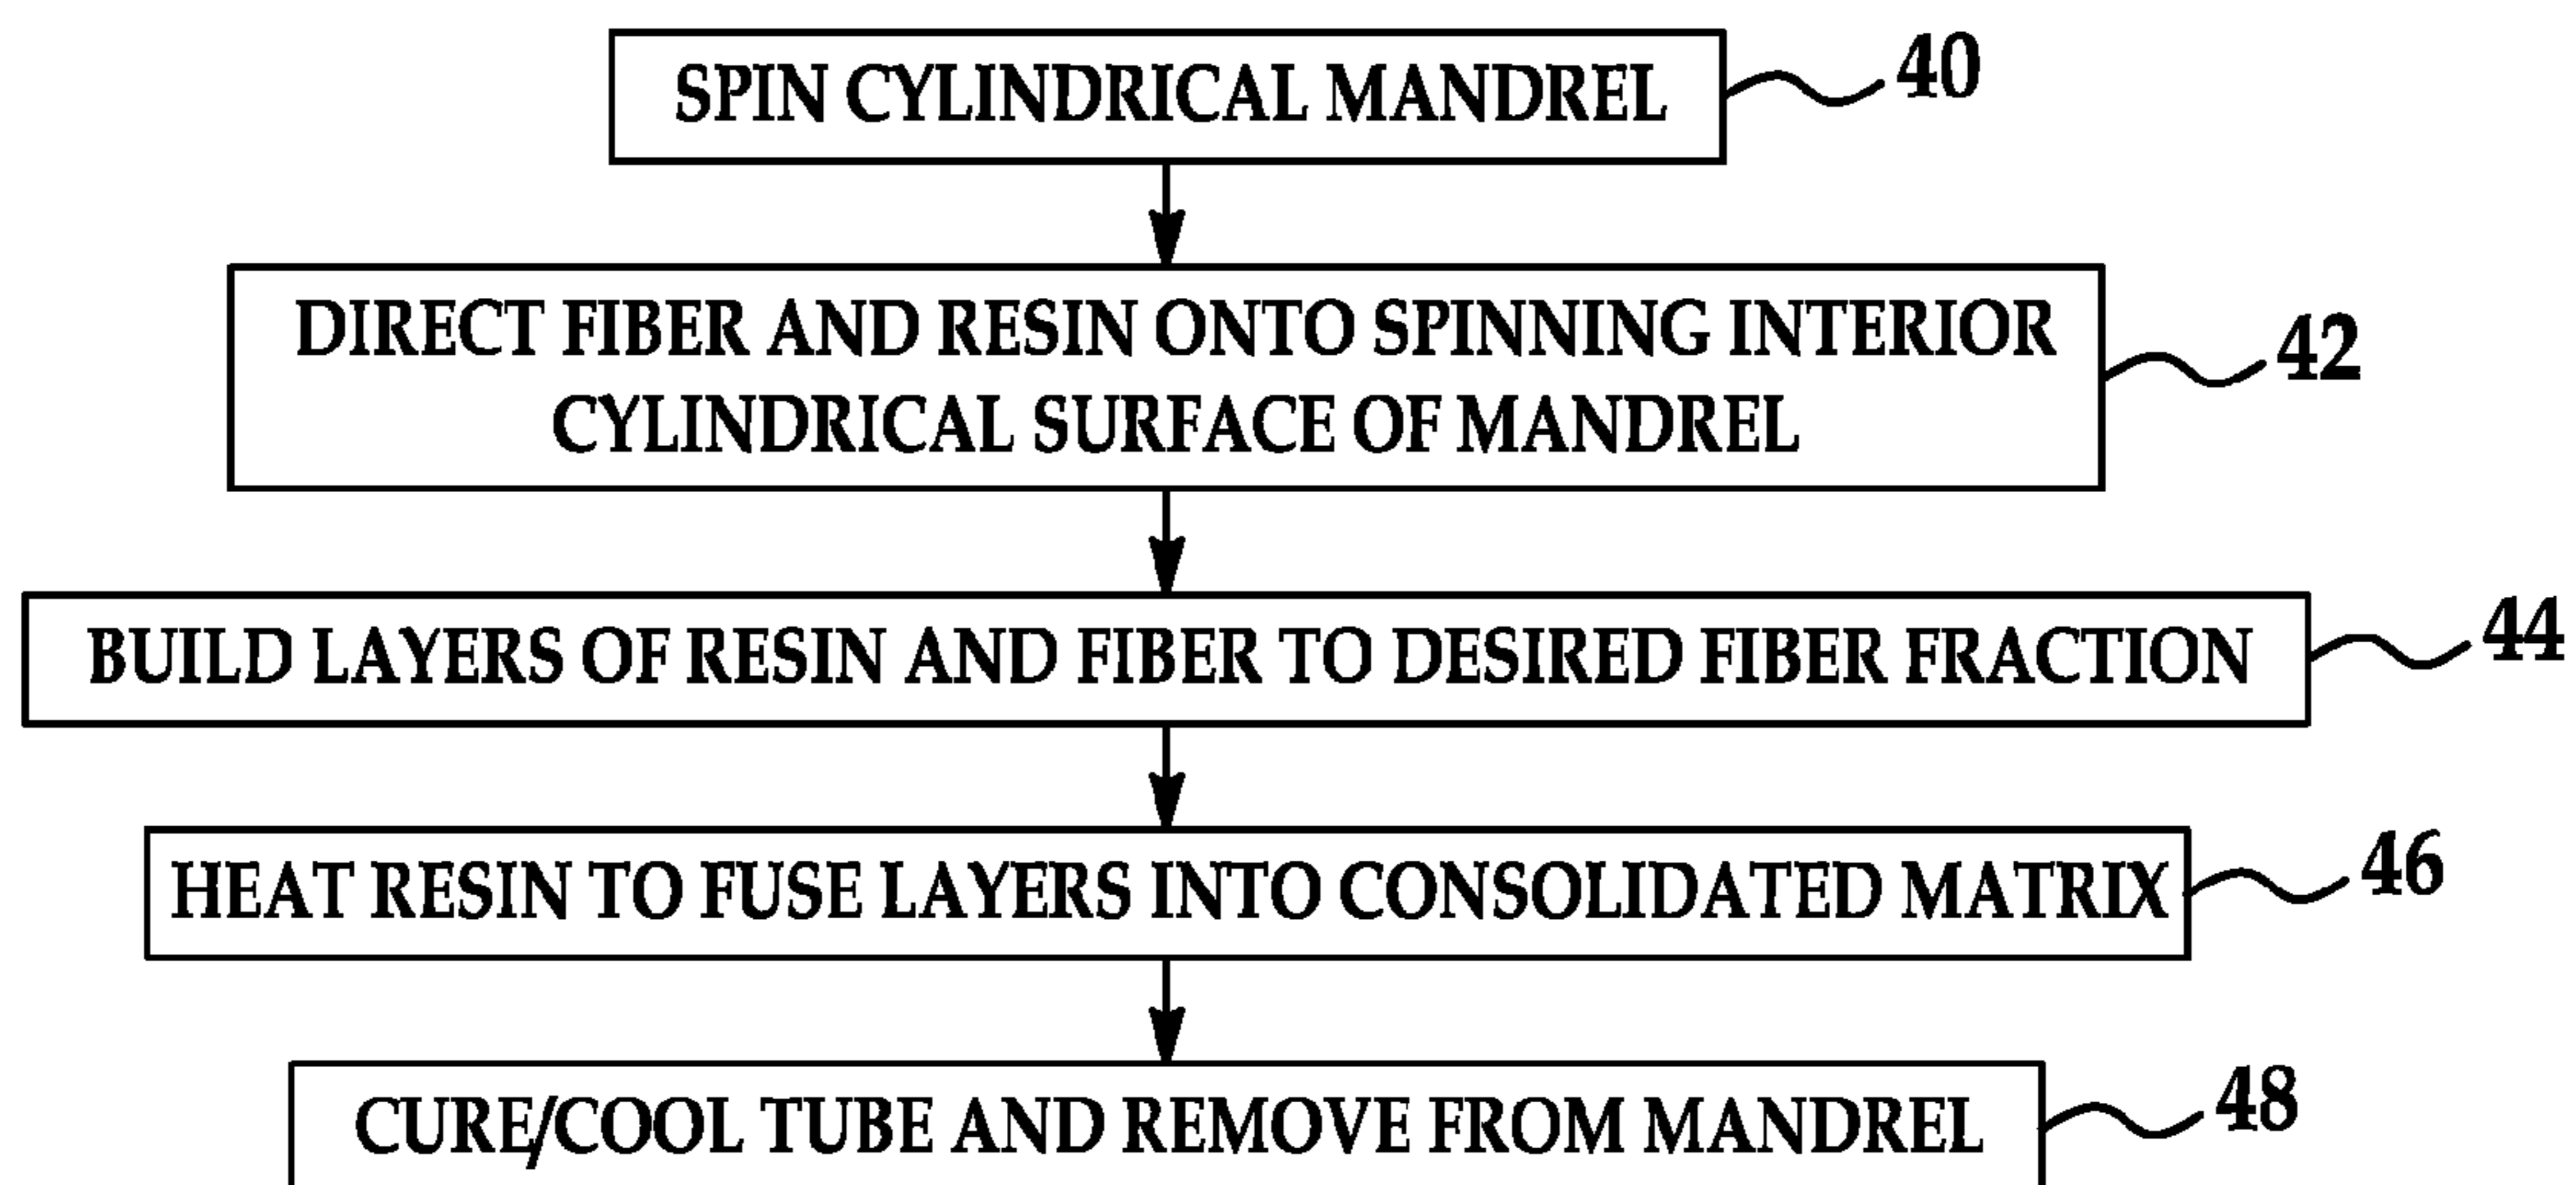 SPIN CYLINDRICAL MANDREL
40
DIRECT FIBER AND RESIN ONTO SPINNING INTERIOR
CYLINDRICAL SURFACE OF MANDREL
42
BUILD LAYERS OF RESIN AND FIBER TO DESIRED FIBER FRACTION
44
HEAT RESIN TO FUSE LAYERS INTO CONSOLIDATED MATRIX
46
CURE/COOL TUBE AND REMOVE FROM MANDREL
48